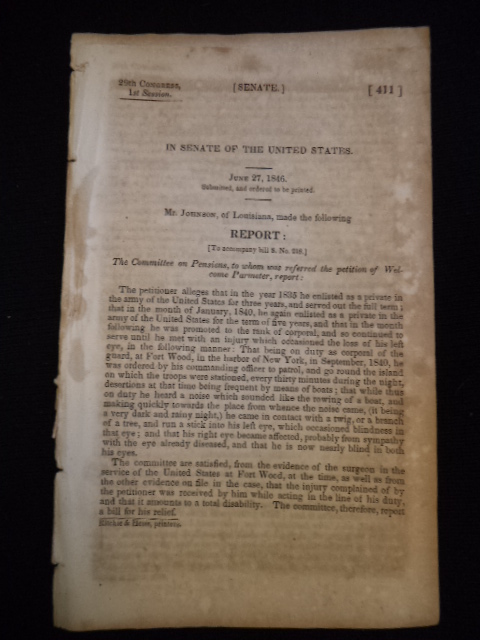 29th Congress,
1st Session.
[SENATE.]
[ 411 ]
IN SENATE OF THE UNITED STATES.
June 27, 1846.
Submitted, and ordered to be printed.
Mr. Johnson, of Louisiana, made the following
REPORT:
[To accompany bill S. No.
The Committee on Pensions, to whom was referred the petition of Wel-
come Parmeter, report:
The petitioner alleges that in the year 1835 he enlisted as a private in
the army of the United States for three years, and served out the full term;
that in the month of January, 1840, he again enlisted as a private in the
army of the United States for the term of five years, and that in the month
following he was promoted to the rank of corporal, and so continued to
serve until he met with an injury which occasioned the loss of his left
eye, in the following manner: That being on duty as corporal of the
guard, at Fort Wood, in the harbor of New York, in September, 1840, he
was ordered by his commanding officer to patrol, and go round the island
on which the troops were stationed, every thirty minutes during the night,
desertions at that time being frequent by means of boats; that while thus
on duty he heard a noise which sounded like the rowing of a boat, and
making quickly towards the place from whence the noise came, (it being
a very dark and rainy night,) he came in contact with a twig, or a branch
of a tree, and run a stick into his left eye, which occasioned blindness in
that eye; and that his right eye became affected, probably from sympathy
with the eye already diseased, and that he is now nearly blind in both
his eyes.
The committee are satisfied, from the evidence of the surgeon in the
service of the United States at Fort Wood, at the time, as well as from
the other evidence on file in the case, that the injury complained of by
the petitioner was received by him while acting in the line of his duty,
and that it amounts to a total disability. The committee, therefore, report
a bill for his relief.
Ritchie & Heiss, printers.